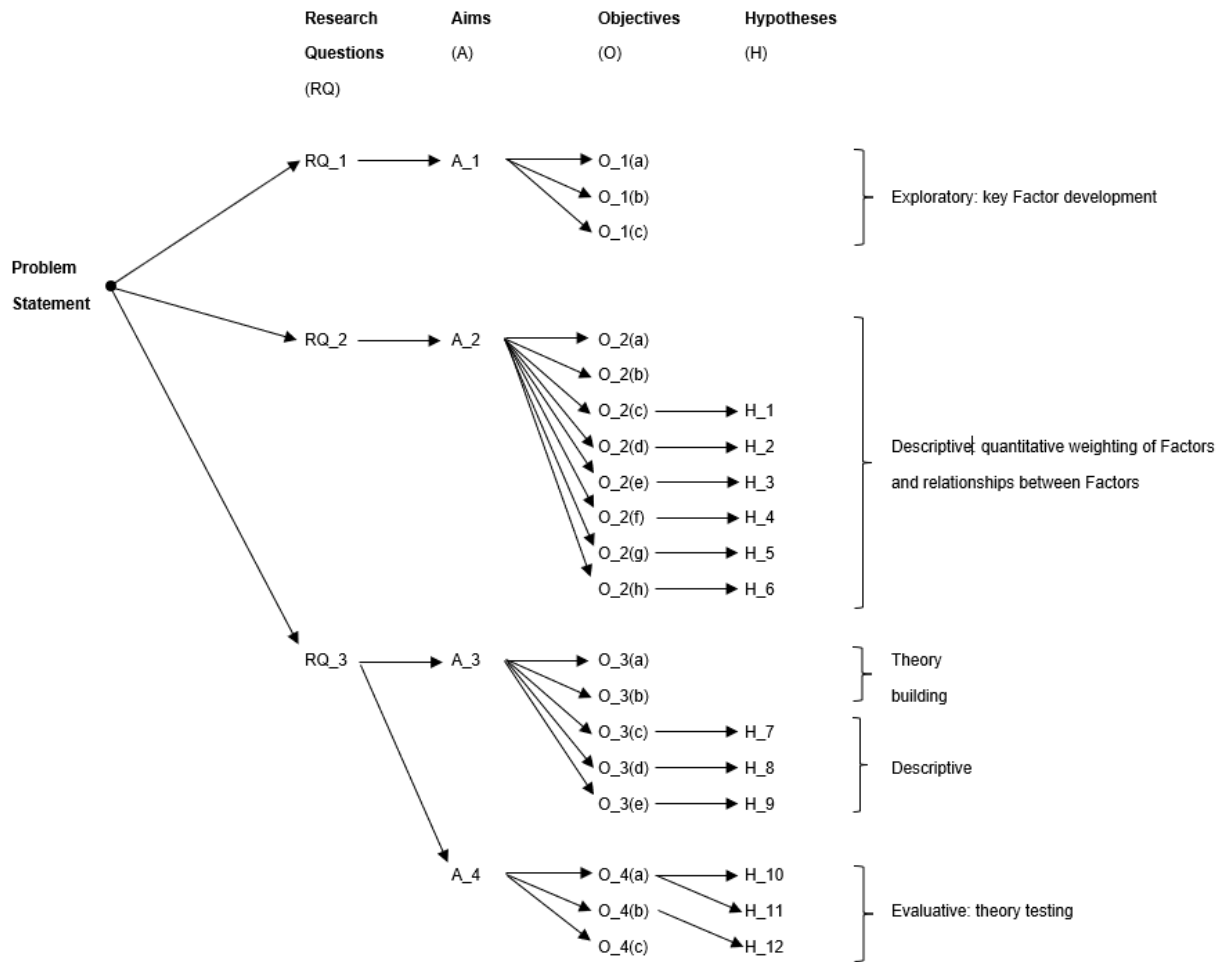 Research Aims Objectives Hypotheses
Questions (A) (O) (H)
(RQ)
RQ_1 A_1 O_1(a)
O_1(b) Exploratory: key Factor development
O_1(c)
Problem
Statement
RQ_2 A_2 O_2(a)
O_2(b)
O_2(c) H_1
O_2(d) H_2 Descriptive: quantitative weighting of Factors
O_2(e) H_3 and relationships between Factors
O_2(f) H_4
O_2(g) H_5
O_2(h) H_6
RQ_3 A_3 O_3(a) Theory
O_3(b) building
O_3(c) H_7
O_3(d) H_8 Descriptive
O_3(e) H_9
A_4 O_4(a) H_10
O_4(b) H_11 Evaluative: theory testing
O_4(c) H_12